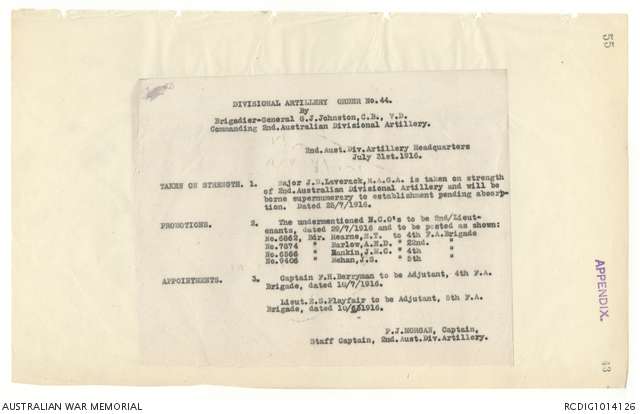 55
DIVISIONAL ARTILLERY ORDER No.44.
By
Brigadier-General G.J.Johnston,C.B., V.D.
Commanding 2nd.Australian Divisional Artillery.
2nd.Aust.Div.Artillery Headquarters
July 31st.1916.
TAKEN ON STRENGTH. 1. Major J.D.Laverack,R.A.G.A. is taken on strength
of 2nd.Australian Divisional Artillery and will be
borne supernumerary to establishment pending absorp-
tion. Dated 25/7/1916.
PROMOTIONS. 2. The undermentioned N.C.O's to be 2nd/Lieut-
enants, dated 29/7/1916 and to be posted as shown:
No.6862, Bdr. Hearne,E.T. to 4th F.A.Brigade
No.7574 " Barlow,A.N.D. " 22nd. "
No.6566 " Rankin,J.H.C. " 4th "
No.9406 " Behan,J.S. " 5th "
APPOINTMENTS. 3. Captain F.H.Berryman to be Adjutant, 4th F.A.
Brigade, dated 10/7/1916.
Lieut.E.S.Playfair to be Adjutant, 5th F.A.
Brigade, dated 10/ /1916.
P.J.MORGAN, Captain,
Staff Captain, 2nd.Aust.Div.Artillery.
APPENDIX.
43
AUSTRALIAN WAR MEMORIAL
RCDIG1014126